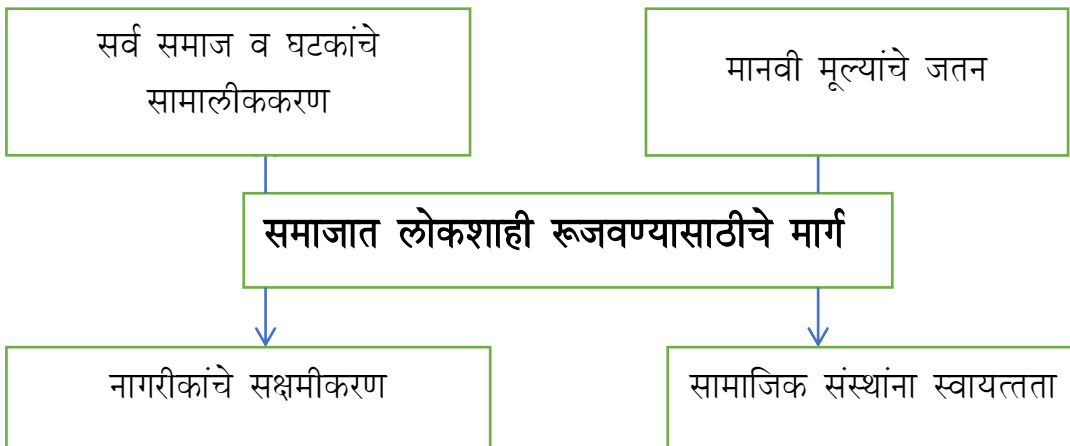 सर्व समाज व घटकांचे
सामालीककरण
मानवी मूल्यांचे जतन
समाजात लोकशाही रूजवण्यासाठीचे मार्ग
नागरीकांचे सक्षमीकरण
सामाजिक संस्थांना स्वायत्तता